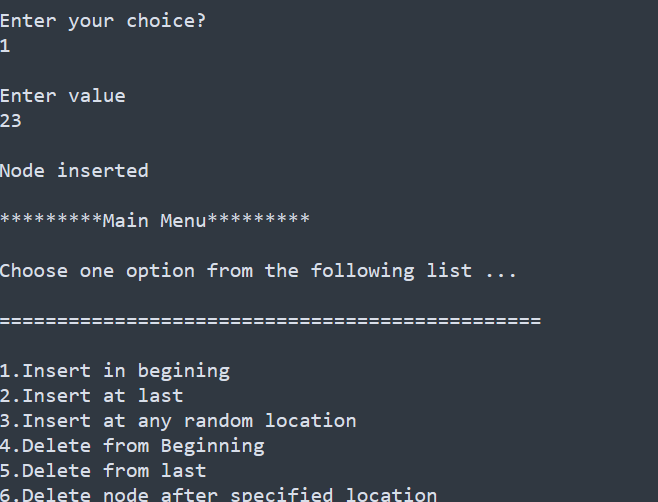 Enter your choice?
1
Enter value
23
Node inserted
*********Main Menu*********
Choose one option from the following list ...
===============================================
1.Insert in begining
2.Insert at last
3.Insert at any random location
4.Delete from Beginning
5.Delete from last
6.Delete node after specified location